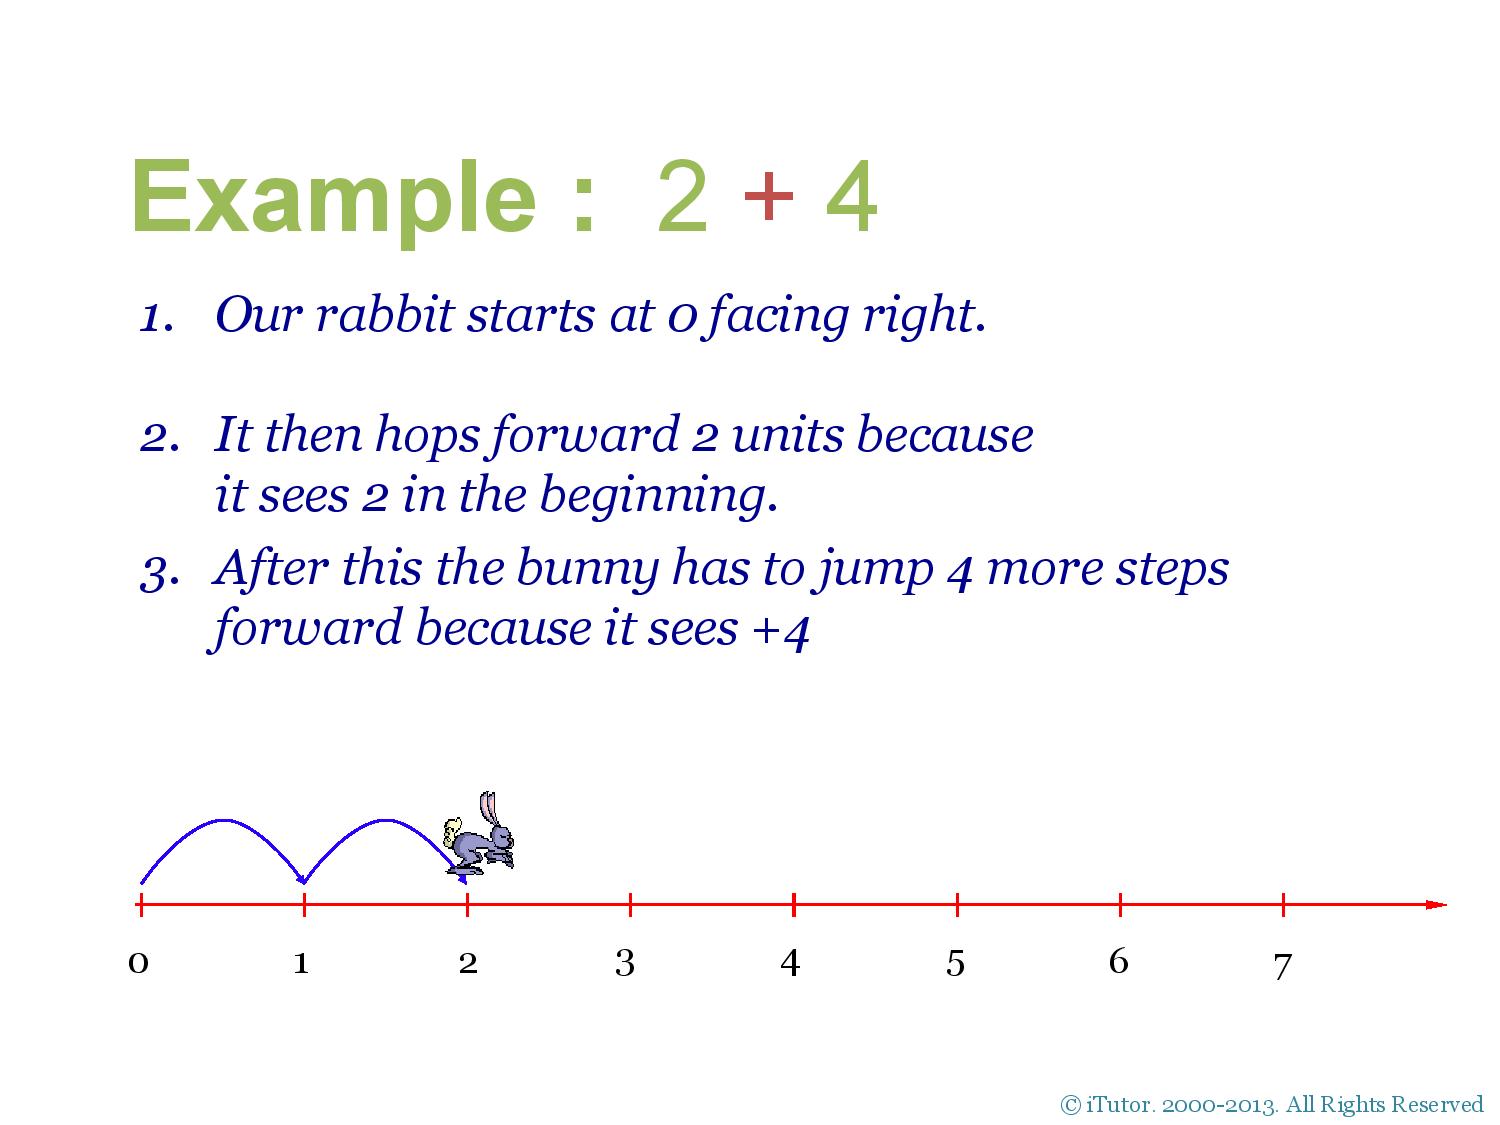 Example : 2 + 4
1. Our rabbit starts at 0 facing right.
2. It then hops forward 2 units because
it sees 2 in the beginning.
3. After this the bunny has to jump 4 more steps
forward because it sees +4
0 1 2 3 4 5 6 7
© iTutor. 2000-2013. All Rights Reserved